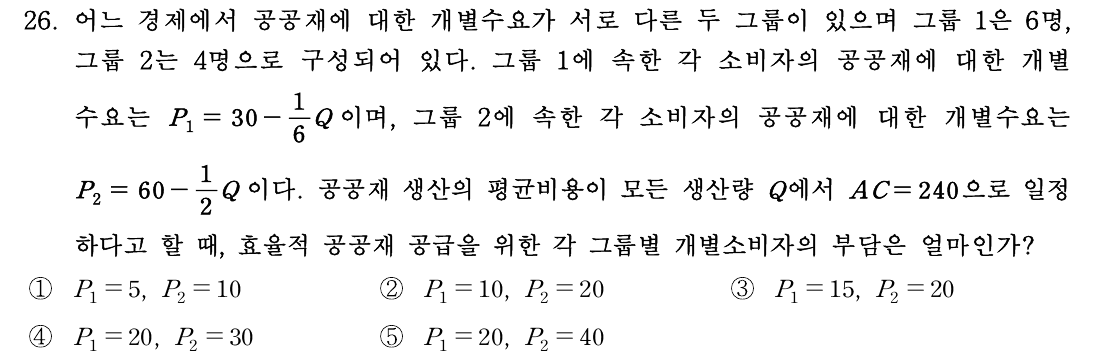 26. 어느 경제에서 공공재에 대한 개별수요가 서로 다른 두 그룹이 있으며 그룹 1은 6명,
그룹 2는 4명으로 구성되어 있다. 그룹 1에 속한 각 소비자의 공공재에 대한 개별
수요는 P₁ = 30 - 1/6 Q 이며, 그룹 2에 속한 각 소비자의 공공재에 대한 개별수요는
P₂ = 60 - 1/2 Q 이다. 공공재 생산의 평균비용이 모든 생산량 Q에서 AC = 240으로 일정
하다고 할 때, 효율적 공공재 공급을 위한 각 그룹별 개별소비자의 부담은 얼마인가?
① P₁ = 5, P₂ = 10 ② P₁ = 10, P₂ = 20 ③ P₁ = 15, P₂ = 20
④ P₁ = 20, P₂ = 30 ⑤ P₁ = 20, P₂ = 40